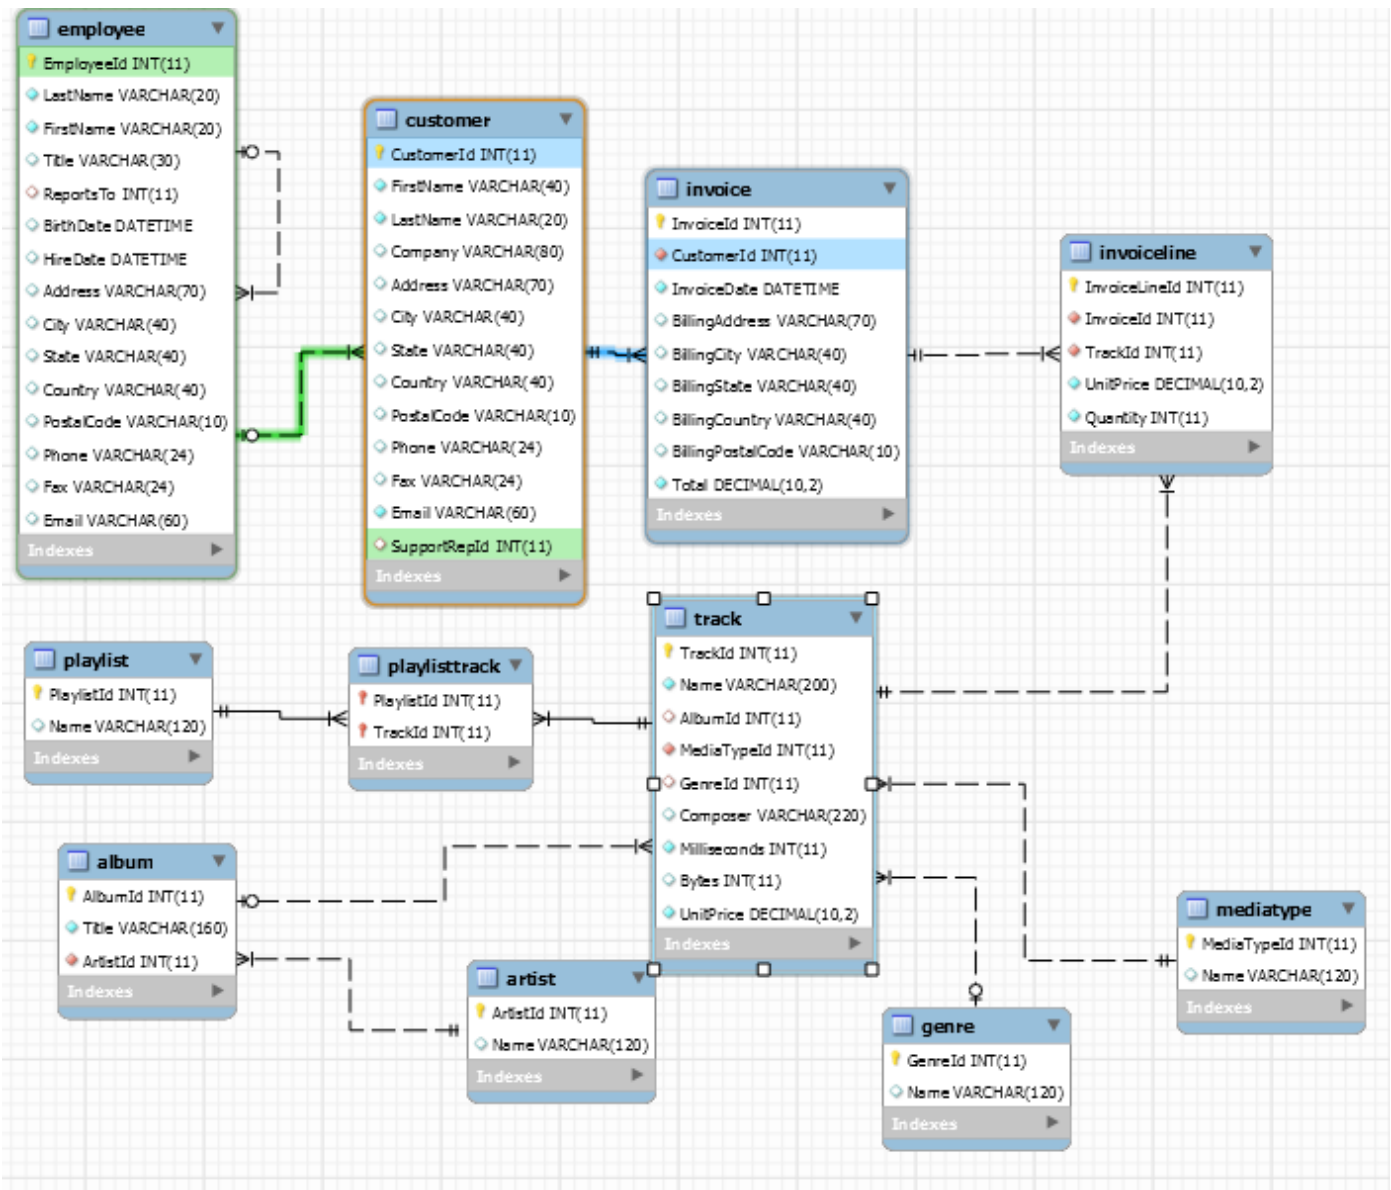 employee
EmployeeId INT(11)
LastName VARCHAR(20)
FirstName VARCHAR(20)
Title VARCHAR(30)
ReportsTo INT(11)
BirthDate DATETIME
HireDate DATETIME
Address VARCHAR(70)
City VARCHAR(40)
State VARCHAR(40)
Country VARCHAR(40)
PostalCode VARCHAR(10)
Phone VARCHAR(24)
Fax VARCHAR(24)
Email VARCHAR(60)
Indexes
customer
CustomerId INT(11)
FirstName VARCHAR(40)
LastName VARCHAR(20)
Company VARCHAR(80)
Address VARCHAR(70)
City VARCHAR(40)
State VARCHAR(40)
Country VARCHAR(40)
PostalCode VARCHAR(10)
Phone VARCHAR(24)
Fax VARCHAR(24)
Email VARCHAR(60)
SupportRepId INT(11)
Indexes
invoice
InvoiceId INT(11)
CustomerId INT(11)
InvoiceDate DATETIME
BillingAddress VARCHAR(70)
BillingCity VARCHAR(40)
BillingState VARCHAR(40)
BillingCountry VARCHAR(40)
BillingPostalCode VARCHAR(10)
Total DECIMAL(10,2)
Indexes
invoiceline
InvoiceLineId INT(11)
InvoiceId INT(11)
TrackId INT(11)
UnitPrice DECIMAL(10,2)
Quantity INT(11)
Indexes
playlist
PlaylistId INT(11)
Name VARCHAR(120)
Indexes
playlisttrack
PlaylistId INT(11)
TrackId INT(11)
Indexes
track
TrackId INT(11)
Name VARCHAR(200)
AlbumId INT(11)
MediaTypeId INT(11)
GenreId INT(11)
Composer VARCHAR(220)
Milliseconds INT(11)
Bytes INT(11)
UnitPrice DECIMAL(10,2)
Indexes
album
AlbumId INT(11)
Title VARCHAR(160)
ArtistId INT(11)
Indexes
artist
ArtistId INT(11)
Name VARCHAR(120)
Indexes
genre
GenreId INT(11)
Name VARCHAR(120)
Indexes
mediatype
MediaTypeId INT(11)
Name VARCHAR(120)
Indexes